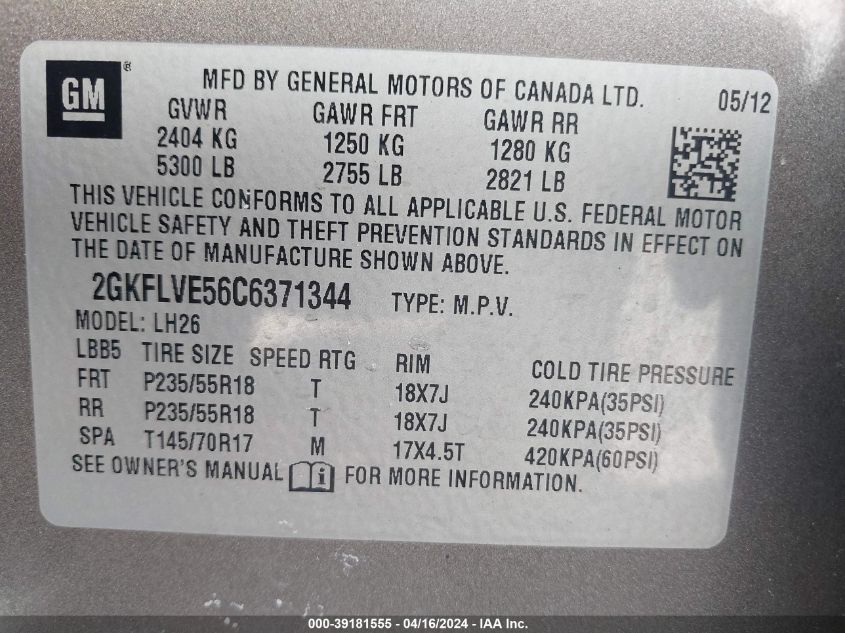 GM ®
MFD BY GENERAL MOTORS OF CANADA LTD. 05/12
GVWR GAWR FRT GAWR RR
2404 KG 1250 KG 1280 KG
5300 LB 2755 LB 2821 LB
THIS VEHICLE CONFORMS TO ALL APPLICABLE U.S. FEDERAL MOTOR
VEHICLE SAFETY AND THEFT PREVENTION STANDARDS IN EFFECT ON
THE DATE OF MANUFACTURE SHOWN ABOVE.
2GKFLVE56C6371344 TYPE: M.P.V.
MODEL: LH26
LBB5 TIRE SIZE SPEED RTG RIM COLD TIRE PRESSURE
FRT P235/55R18 T 18X7J 240KPA(35PSI)
RR P235/55R18 T 18X7J 240KPA(35PSI)
SPA T145/70R17 M 17X4.5T 420KPA(60PSI)
SEE OWNER'S MANUAL i FOR MORE INFORMATION.
000-39181555 - 04/16/2024 - IAA Inc.